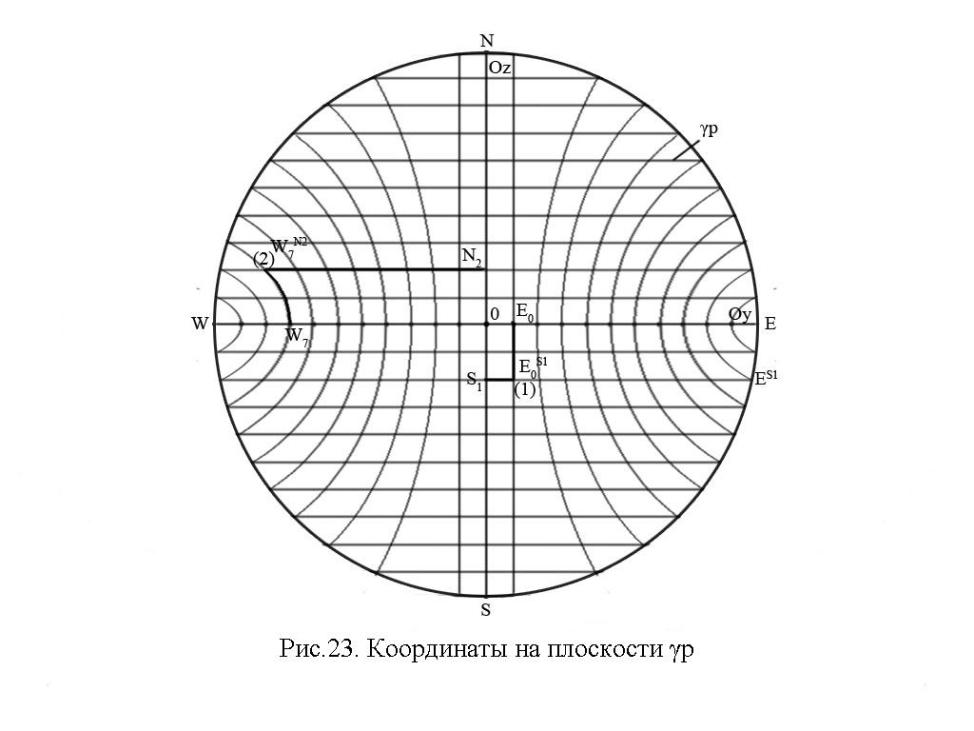 N
Oz
γp
W₇ᴺ²
(2)
N₂
W
W₇
0
E₀
Oy
E
S₁
E₀ˢ¹
(1)
Eˢ¹
S
Рис.23. Координаты на плоскости γp